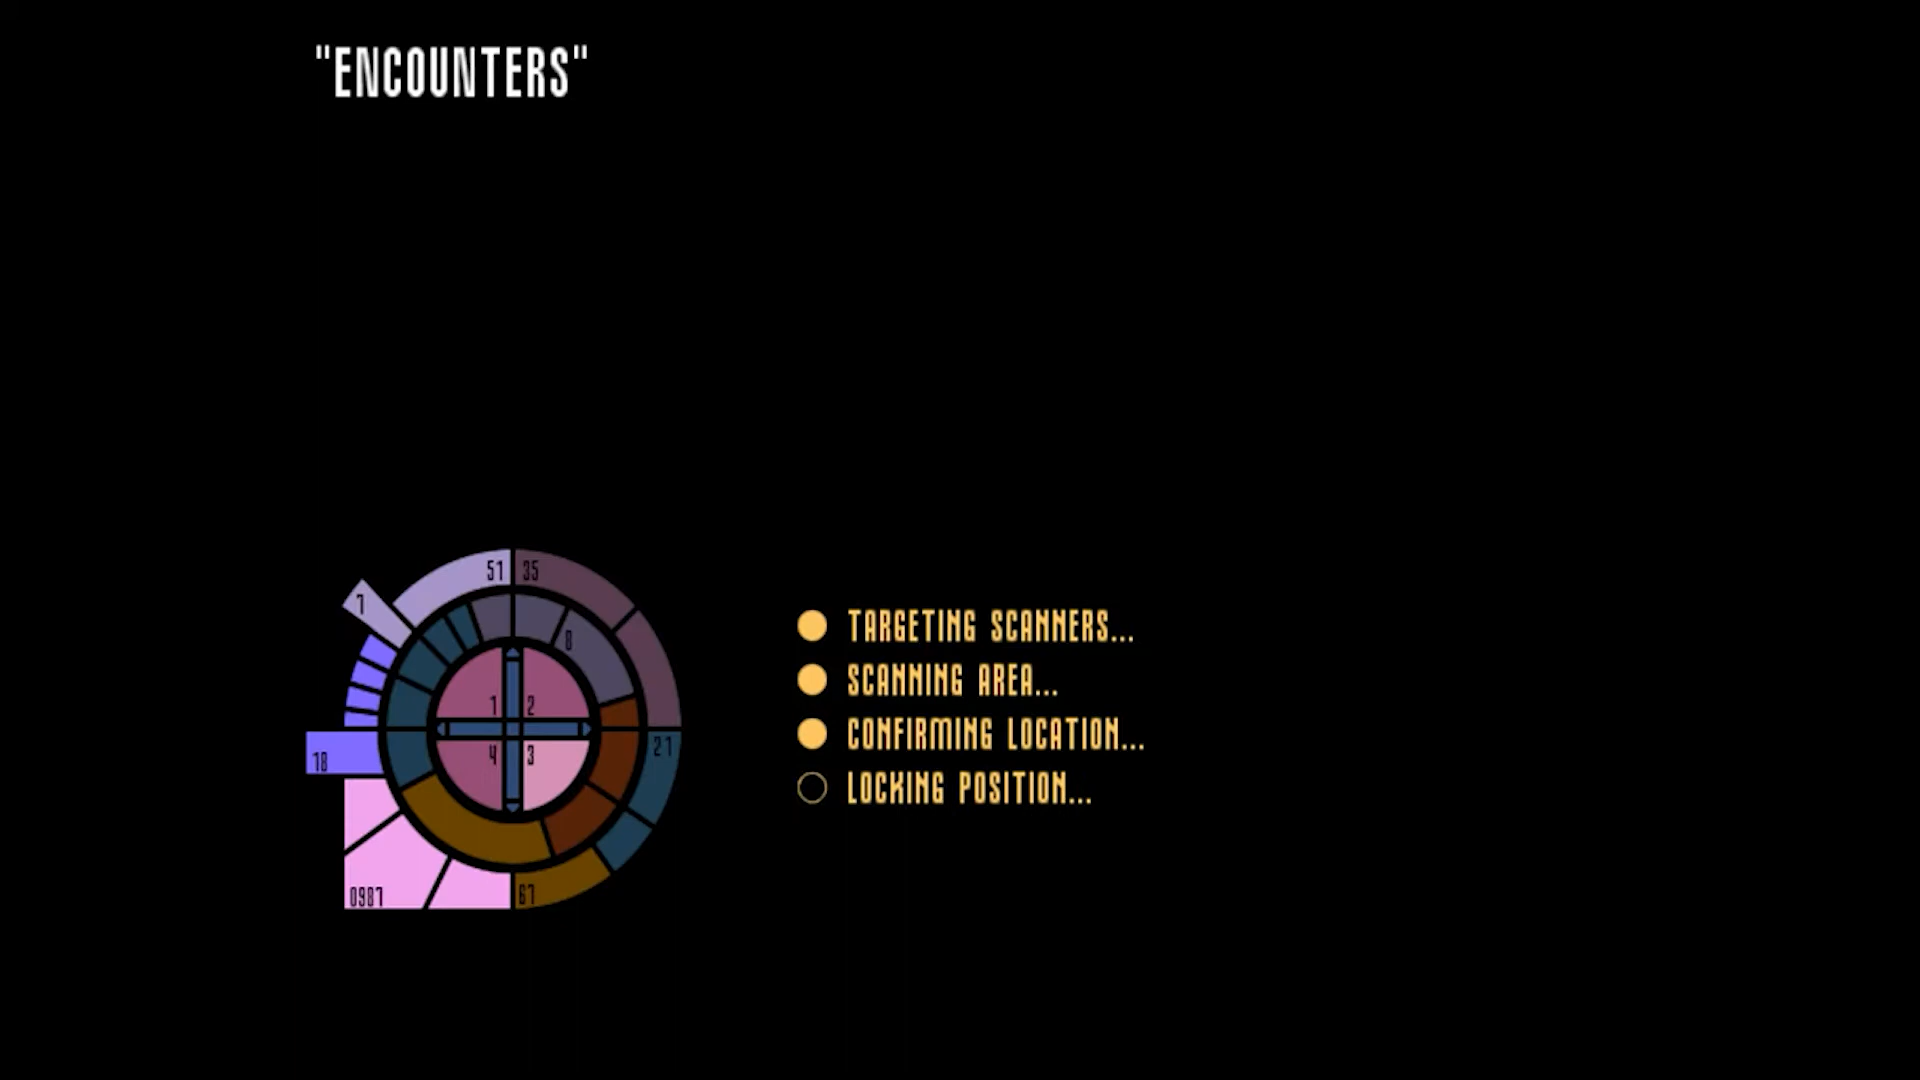 "ENCOUNTERS"
51 35
7
8
1 2
4 3
21
18
0987
67
TARGETING SCANNERS...
SCANNING AREA...
CONFIRMING LOCATION...
LOCKING POSITION...